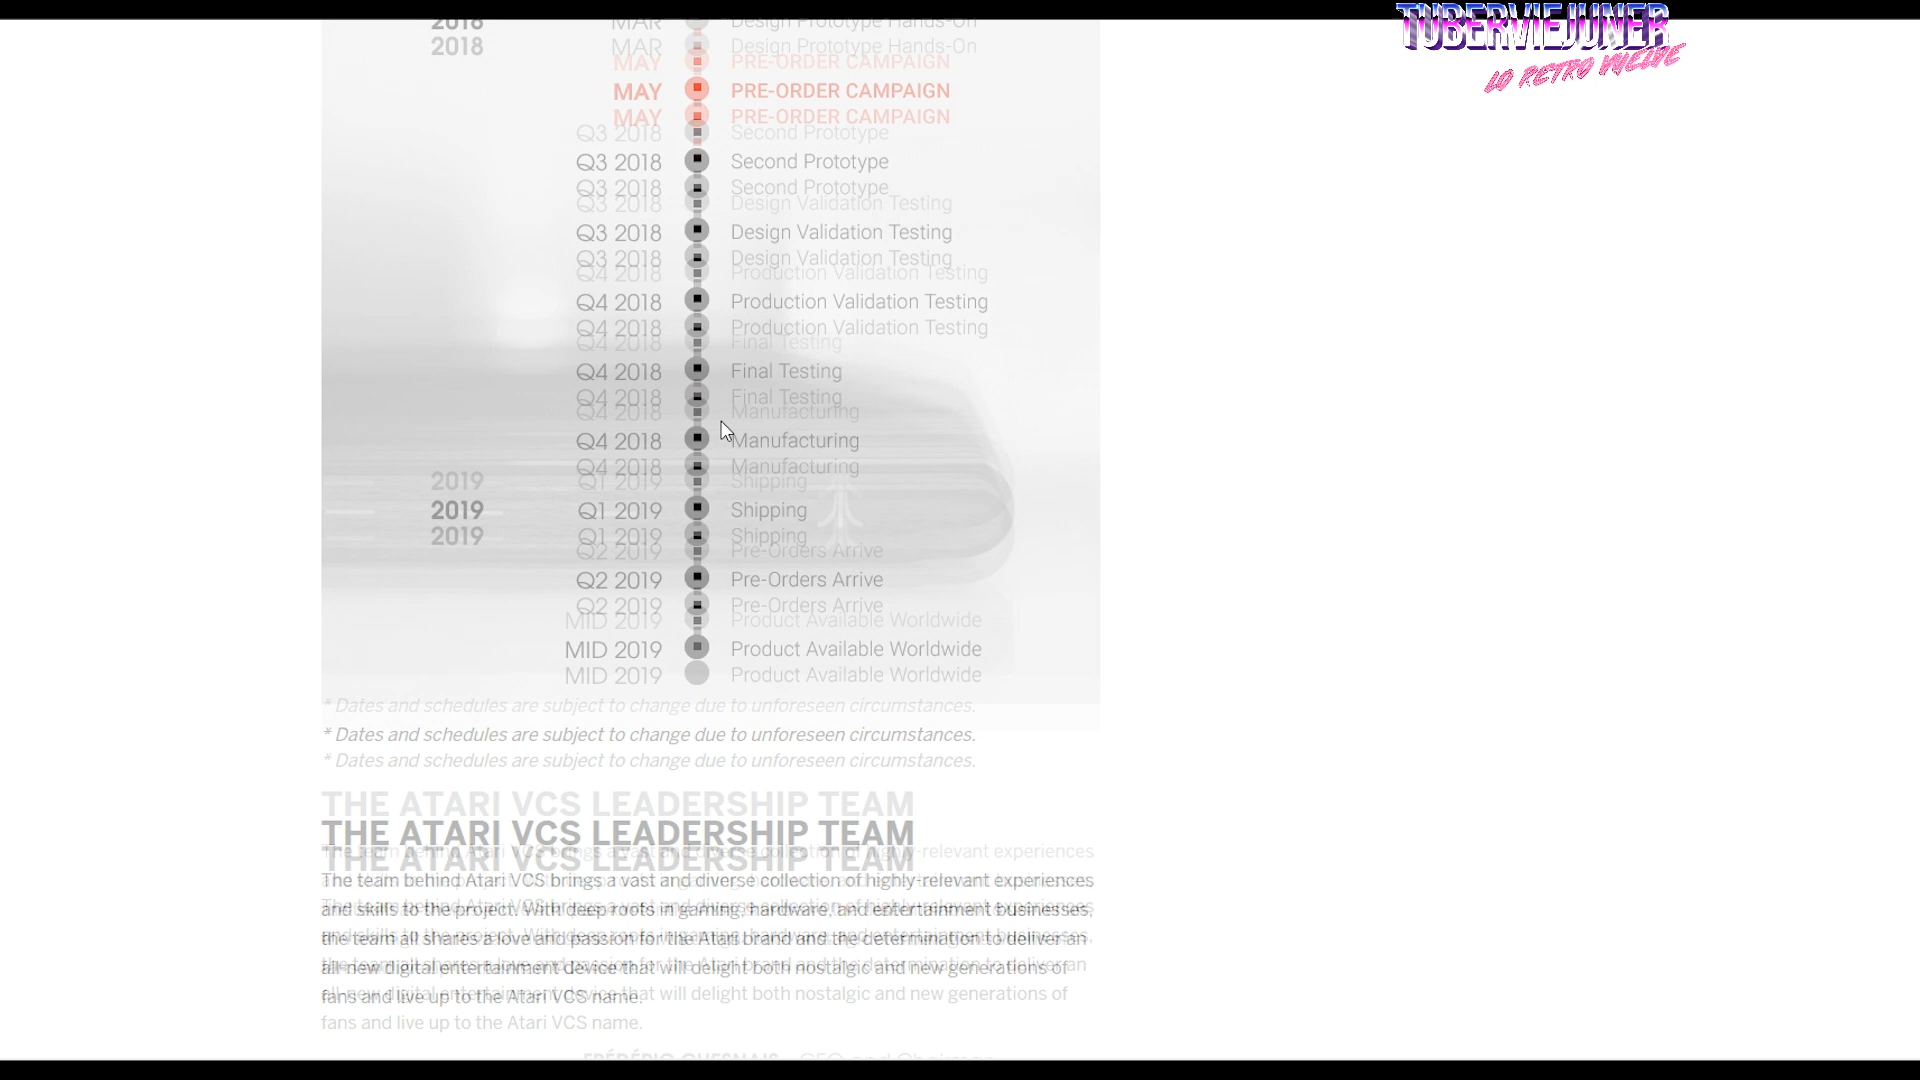 TUBERVIEJUNER
LO RETRO VUELVE
2018 MAR Design Prototype Hands-On
MAY PRE-ORDER CAMPAIGN
Q3 2018 Second Prototype
Q3 2018 Design Validation Testing
Q4 2018 Production Validation Testing
Q4 2018 Final Testing
Q4 2018 Manufacturing
2019 Q1 2019 Shipping
Q2 2019 Pre-Orders Arrive
MID 2019 Product Available Worldwide
* Dates and schedules are subject to change due to unforeseen circumstances.
THE ATARI VCS LEADERSHIP TEAM
The team behind Atari VCS brings a vast and diverse collection of highly-relevant experiences
and skills to the project. With deep roots in gaming, hardware, and entertainment businesses,
the team all shares a love and passion for the Atari brand and the determination to deliver an
all-new digital entertainment device that will delight both nostalgic and new generations of
fans and live up to the Atari VCS name.
FRÉDÉRIC CHESNAIS - CEO and Chairman